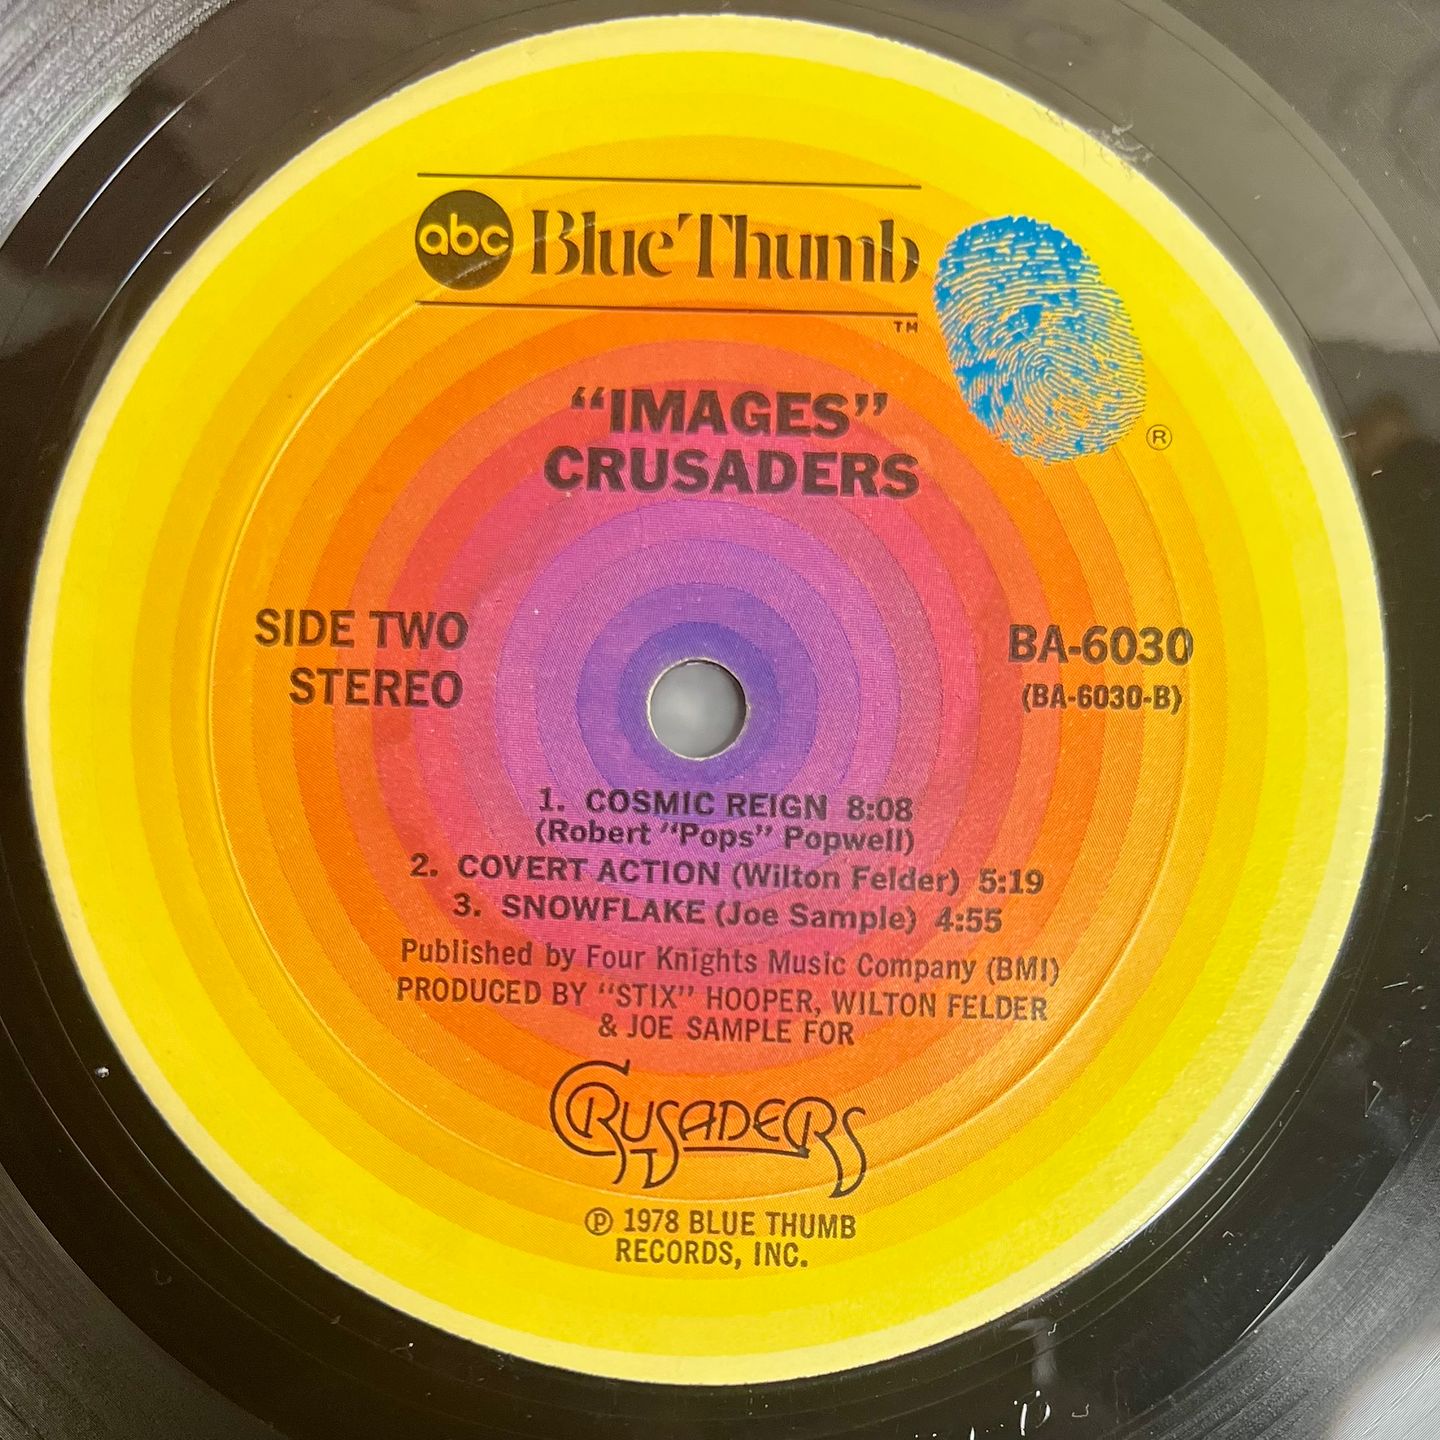 abc Blue Thumb
TM
®
"IMAGES"
CRUSADERS
SIDE TWO
STEREO
BA-6030
(BA-6030-B)
1. COSMIC REIGN 8:08
(Robert "Pops" Popwell)
2. COVERT ACTION (Wilton Felder) 5:19
3. SNOWFLAKE (Joe Sample) 4:55
Published by Four Knights Music Company (BMI)
PRODUCED BY "STIX" HOOPER, WILTON FELDER
& JOE SAMPLE FOR
CRUSADERS
℗ 1978 BLUE THUMB
RECORDS, INC.